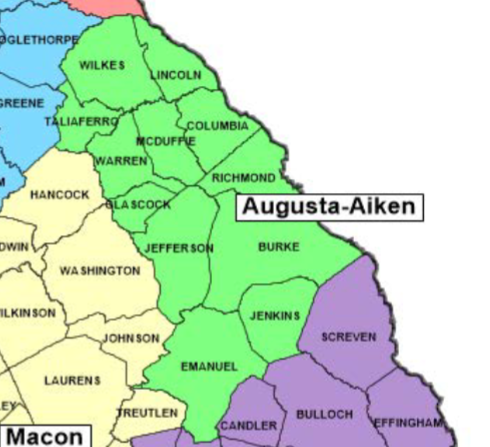 OGLETHORPE
WILKES
LINCOLN
GREENE
TALIAFERRO
COLUMBIA
MCDUFFIE
WARREN
RICHMOND
M
HANCOCK
GLASCOCK
Augusta-Aiken
DWIN
JEFFERSON
BURKE
WASHINGTON
ILKINSON
JENKINS
JOHNSON
SCREVEN
EMANUEL
LAURENS
LEY
TREUTLEN
BULLOCH
CANDLER
EFFINGHAM
Macon